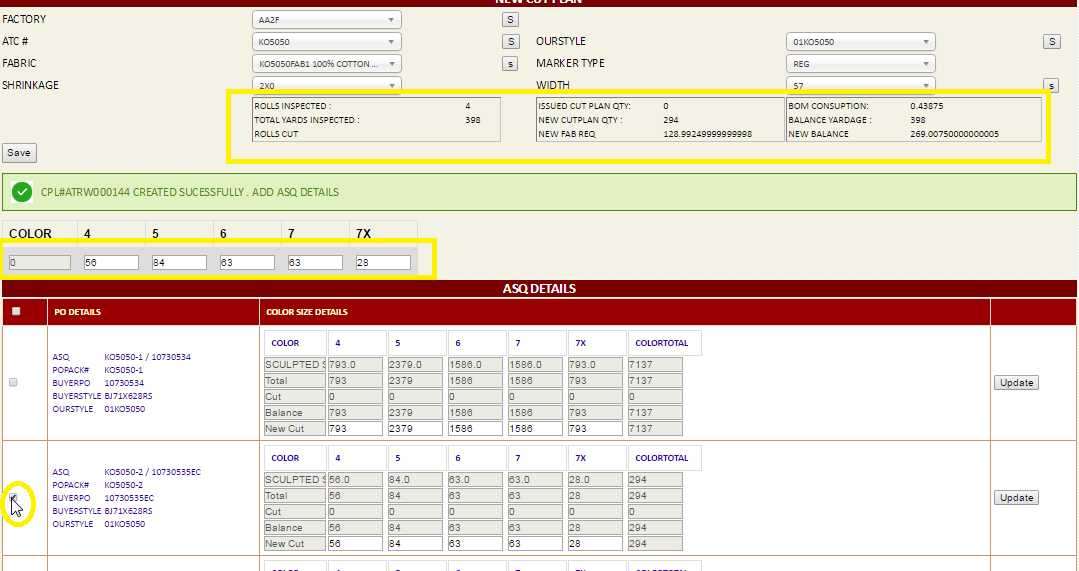 NEW CUT PLAN
FACTORY AA2F S
ATC # KO5050 S OURSTYLE 01KO5050 S
FABRIC KO5050FAB1 100% COTTON ... s MARKER TYPE REG
SHRINKAGE 2X0 WIDTH 57 s
ROLLS INSPECTED : 4 ISSUED CUT PLAN QTY: 0 BOM CONSUPTION: 0.43875
TOTAL YARDS INSPECTED : 398 NEW CUTPLAN QTY : 294 BALANCE YARDAGE : 398
ROLLS CUT NEW FAB REQ 128.99249999999998 NEW BALANCE 269.00750000000005
Save
CPL#ATRW000144 CREATED SUCESSFULLY . ADD ASQ DETAILS
COLOR 4 5 6 7 7X
0 56 84 63 63 28
ASQ DETAILS
PO DETAILS COLOR SIZE DETAILS
ASQ KO5050-1 / 10730534
POPACK# KO5050-1
BUYERPO 10730534
BUYERSTYLE BJ71X628RS
OURSTYLE 01KO5050
COLOR 4 5 6 7 7X COLORTOTAL
SCULPTED S 793.0 2379.0 1586.0 1586.0 793.0 7137
Total 793 2379 1586 1586 793 7137
Cut 0 0 0 0 0 0
Balance 793 2379 1586 1586 793 7137
New Cut 793 2379 1586 1586 793 7137
Update
ASQ KO5050-2 / 10730535EC
POPACK# KO5050-2
BUYERPO 10730535EC
BUYERSTYLE BJ71X628RS
OURSTYLE 01KO5050
COLOR 4 5 6 7 7X COLORTOTAL
SCULPTED S 56.0 84.0 63.0 63.0 28.0 294
Total 56 84 63 63 28 294
Cut 0 0 0 0 0 0
Balance 56 84 63 63 28 294
New Cut 56 84 63 63 28 294
Update